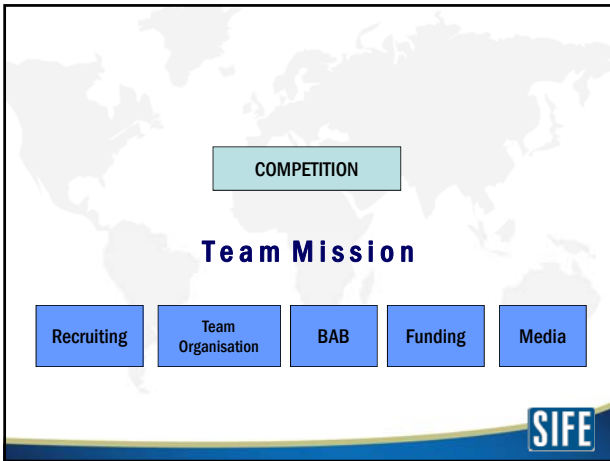 COMPETITION
Team Mission
Recruiting
Team
Organisation
BAB
Funding
Media
SIFE